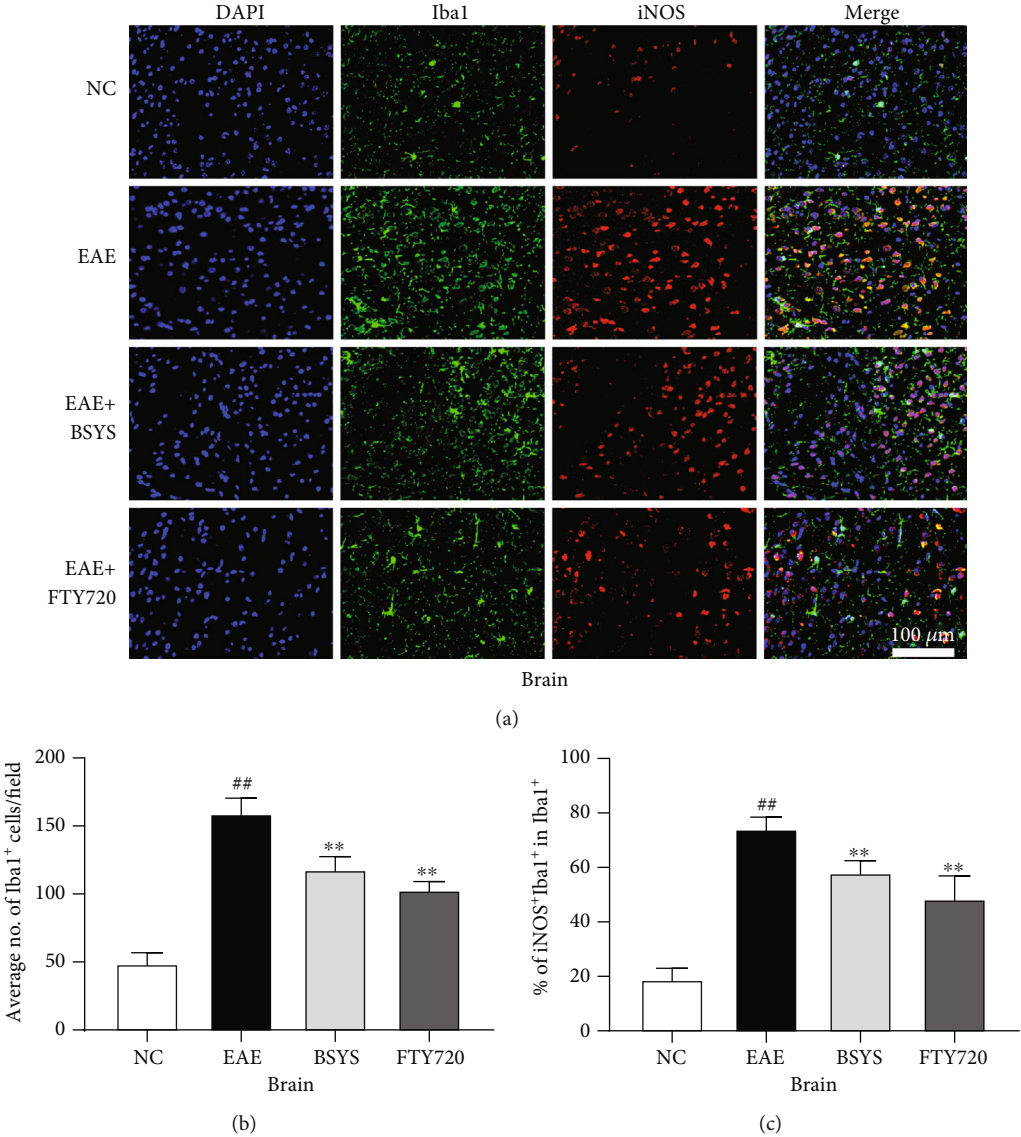 DAPI Iba1 iNOS Merge
NC
EAE
EAE+
BSYS
EAE+
FTY720
100 μm
Brain
(a)
Average no. of Iba1⁺ cells/field
200
150
100
50
0
##
**
**
NC EAE BSYS FTY720
Brain
(b)
% of iNOS⁺Iba1⁺ in Iba1⁺
100
80
60
40
20
0
##
**
**
NC EAE BSYS FTY720
Brain
(c)